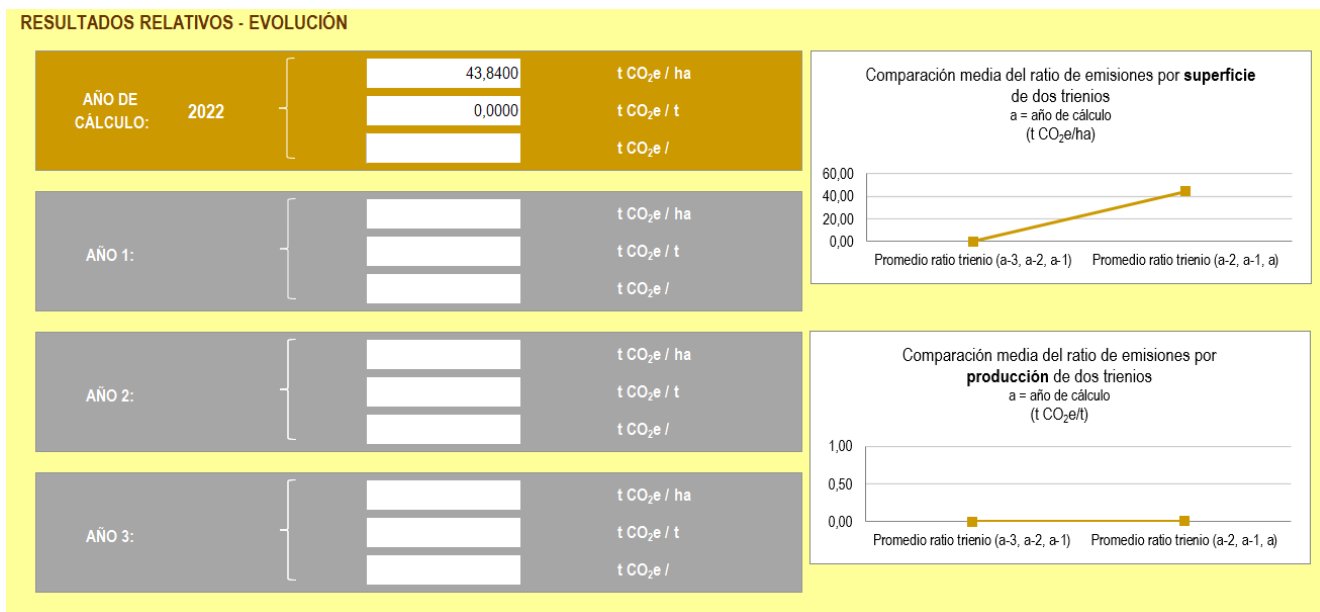 RESULTADOS RELATIVOS - EVOLUCIÓN
AÑO DE
CÁLCULO:
2022
43,8400
t CO₂e / ha
0,0000
t CO₂e / t
t CO₂e /
AÑO 1:
t CO₂e / ha
t CO₂e / t
t CO₂e /
AÑO 2:
t CO₂e / ha
t CO₂e / t
t CO₂e /
AÑO 3:
t CO₂e / ha
t CO₂e / t
t CO₂e /
Comparación media del ratio de emisiones por superficie
de dos trienios
a = año de cálculo
(t CO₂e/ha)
60,00
40,00
20,00
0,00
Promedio ratio trienio (a-3, a-2, a-1)
Promedio ratio trienio (a-2, a-1, a)
Comparación media del ratio de emisiones por
producción de dos trienios
a = año de cálculo
(t CO₂e/t)
1,00
0,50
0,00
Promedio ratio trienio (a-3, a-2, a-1)
Promedio ratio trienio (a-2, a-1, a)